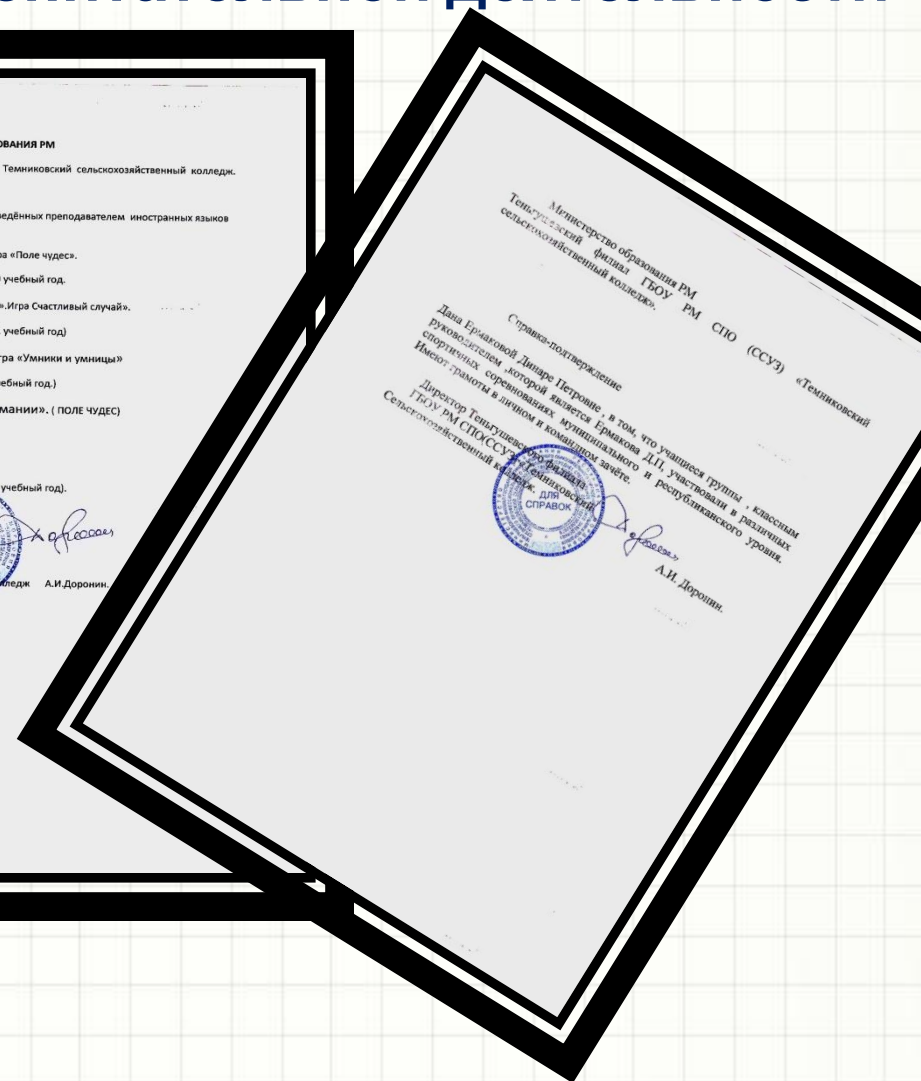 ОВАНИЯ РМ
Темниковский сельскохозяйственный колледж.
ведённых преподавателем иностранных языков
ра «Поле чудес».
учебный год.
».Игра Счастливый случай».
учебный год)
гра «Умники и умницы»
ебный год.)
мании». ( ПОЛЕ ЧУДЕС)
учебный год).
лледж А.И.Доронин.
Министерство образования РМ
Теньгушевский филиал ГБОУ РМ СПО (ССУЗ) «Темниковский
сельскохозяйственный колледж».
Справка-подтверждение
Дана Ермаковой Динаре Петровне , в том, что учащиеся группы , классным
руководителем ,которой является Ермакова Д.П, участвовали в различных
спортичных соревнованиях муниципального и республиканского уровня.
Имеют грамоты в личном и командном зачёте.
Директор Теньгушевского филиала
ГБОУ РМ СПО(ССУЗ) «Темниковский
Сельскохозяйственный колледж.
ДЛЯ
СПРАВОК
А.И. Доронин.